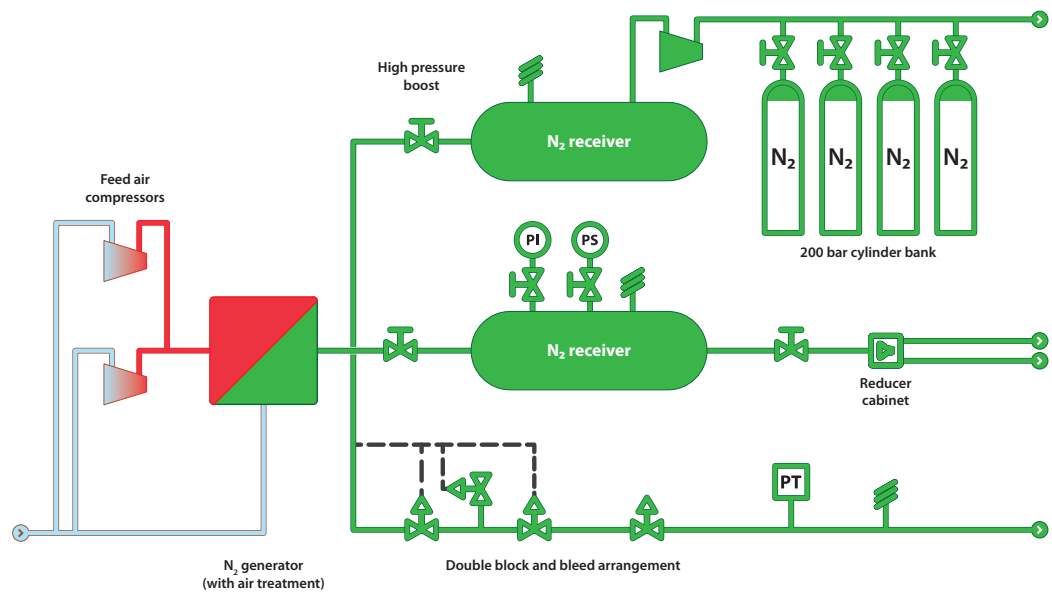 High pressure
boost
N₂ receiver
N₂
N₂
N₂
N₂
200 bar cylinder bank
Feed air
compressors
PI
PS
N₂ receiver
Reducer
cabinet
PT
N₂ generator
(with air treatment)
Double block and bleed arrangement